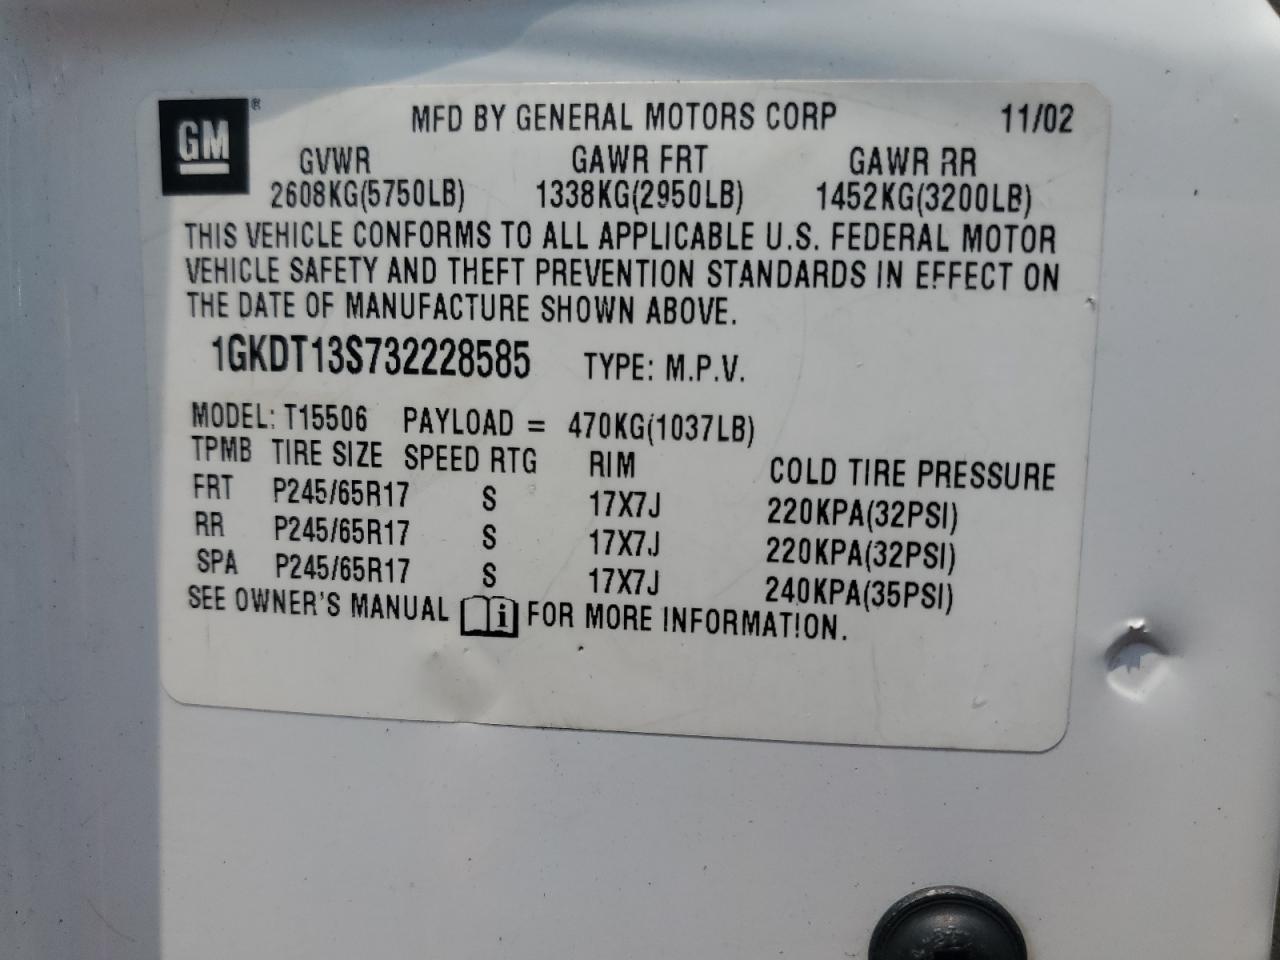 GM ® MFD BY GENERAL MOTORS CORP 11/02
GVWR GAWR FRT GAWR RR
2608KG(5750LB) 1338KG(2950LB) 1452KG(3200LB)
THIS VEHICLE CONFORMS TO ALL APPLICABLE U.S. FEDERAL MOTOR
VEHICLE SAFETY AND THEFT PREVENTION STANDARDS IN EFFECT ON
THE DATE OF MANUFACTURE SHOWN ABOVE.
1GKDT13S732228585 TYPE: M.P.V.
MODEL: T15506 PAYLOAD = 470KG(1037LB)
TPMB TIRE SIZE SPEED RTG RIM COLD TIRE PRESSURE
FRT P245/65R17 S 17X7J 220KPA(32PSI)
RR P245/65R17 S 17X7J 220KPA(32PSI)
SPA P245/65R17 S 17X7J 240KPA(35PSI)
SEE OWNER'S MANUAL i FOR MORE INFORMATION.